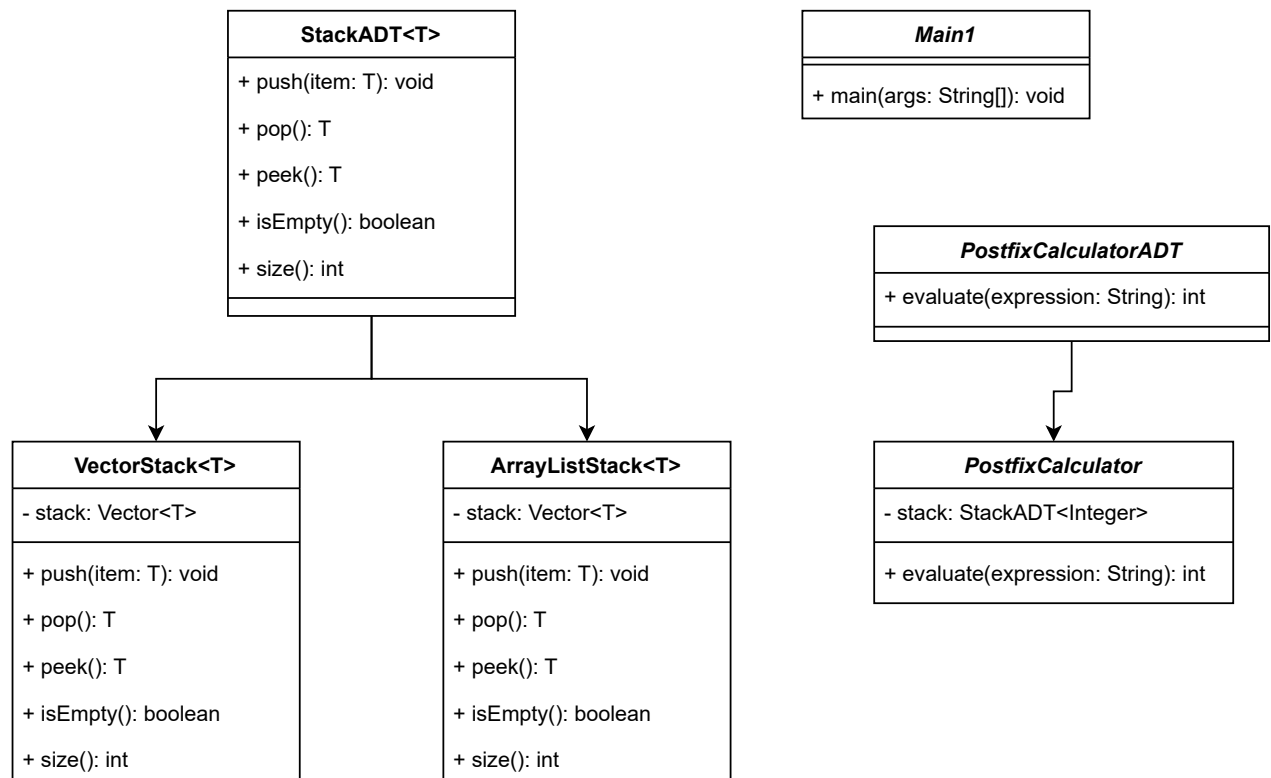 StackADT<T>
+ push(item: T): void
+ pop(): T
+ peek(): T
+ isEmpty(): boolean
+ size(): int
Main1
+ main(args: String[]): void
PostfixCalculatorADT
+ evaluate(expression: String): int
VectorStack<T>
- stack: Vector<T>
+ push(item: T): void
+ pop(): T
+ peek(): T
+ isEmpty(): boolean
+ size(): int
ArrayListStack<T>
- stack: Vector<T>
+ push(item: T): void
+ pop(): T
+ peek(): T
+ isEmpty(): boolean
+ size(): int
PostfixCalculator
- stack: StackADT<Integer>
+ evaluate(expression: String): int